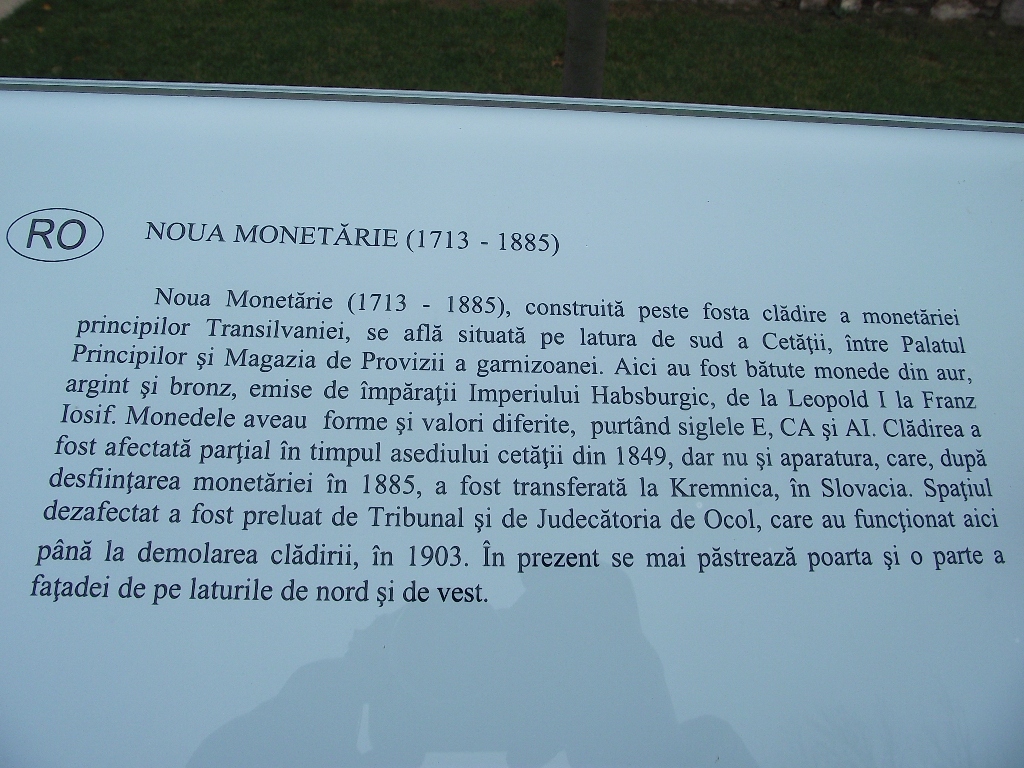 RO
NOUA MONETĂRIE (1713 - 1885)
Noua Monetărie (1713 - 1885), construită peste fosta clădire a monetăriei
principilor Transilvaniei, se află situată pe latura de sud a Cetăţii, între Palatul
Principilor şi Magazia de Provizii a garnizoanei. Aici au fost bătute monede din aur,
argint şi bronz, emise de împăraţii Imperiului Habsburgic, de la Leopold I la Franz
Iosif. Monedele aveau forme şi valori diferite, purtând siglele E, CA şi AI. Clădirea a
fost afectată parţial în timpul asediului cetăţii din 1849, dar nu şi aparatura, care, după
desfiinţarea monetăriei în 1885, a fost transferată la Kremnica, în Slovacia. Spaţiul
dezafectat a fost preluat de Tribunal şi de Judecătoria de Ocol, care au funcţionat aici
până la demolarea clădirii, în 1903. În prezent se mai păstrează poarta şi o parte a
faţadei de pe laturile de nord şi de vest.